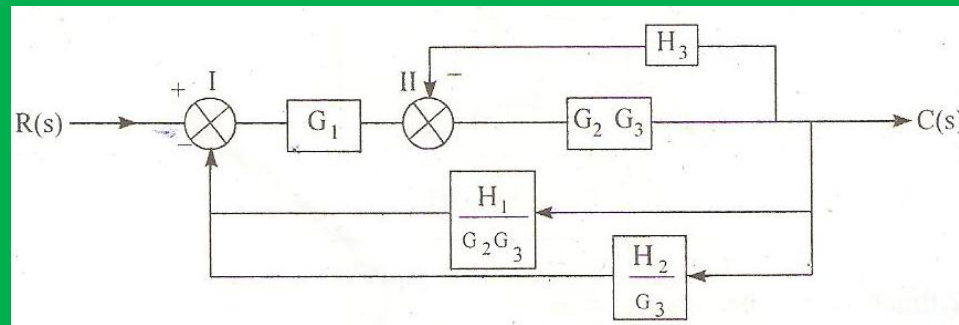 H3
+ I II −
R(s) G1 G2 G3 C(s)
−
H1
G2G3
H2
G3